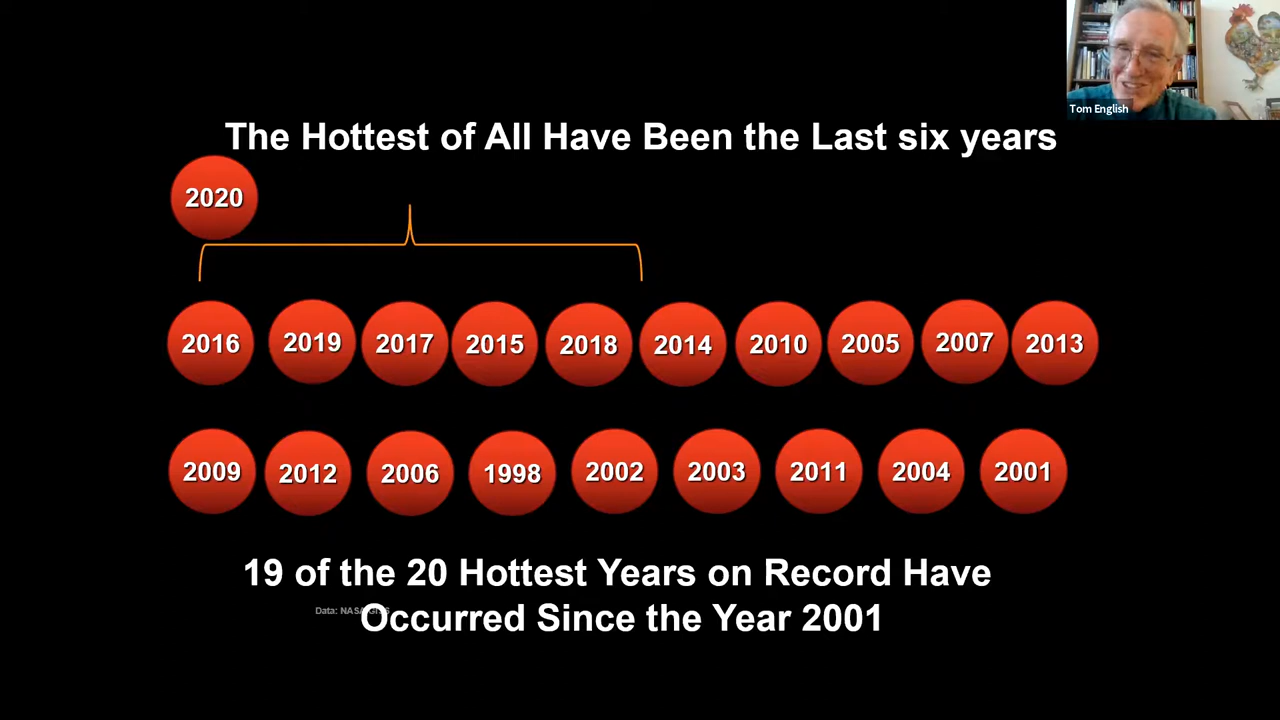 Tom English
The Hottest of All Have Been the Last six years
2020
2016 2019 2017 2015 2018 2014 2010 2005 2007 2013
2009 2012 2006 1998 2002 2003 2011 2004 2001
19 of the 20 Hottest Years on Record Have
Data: NASA
Occurred Since the Year 2001